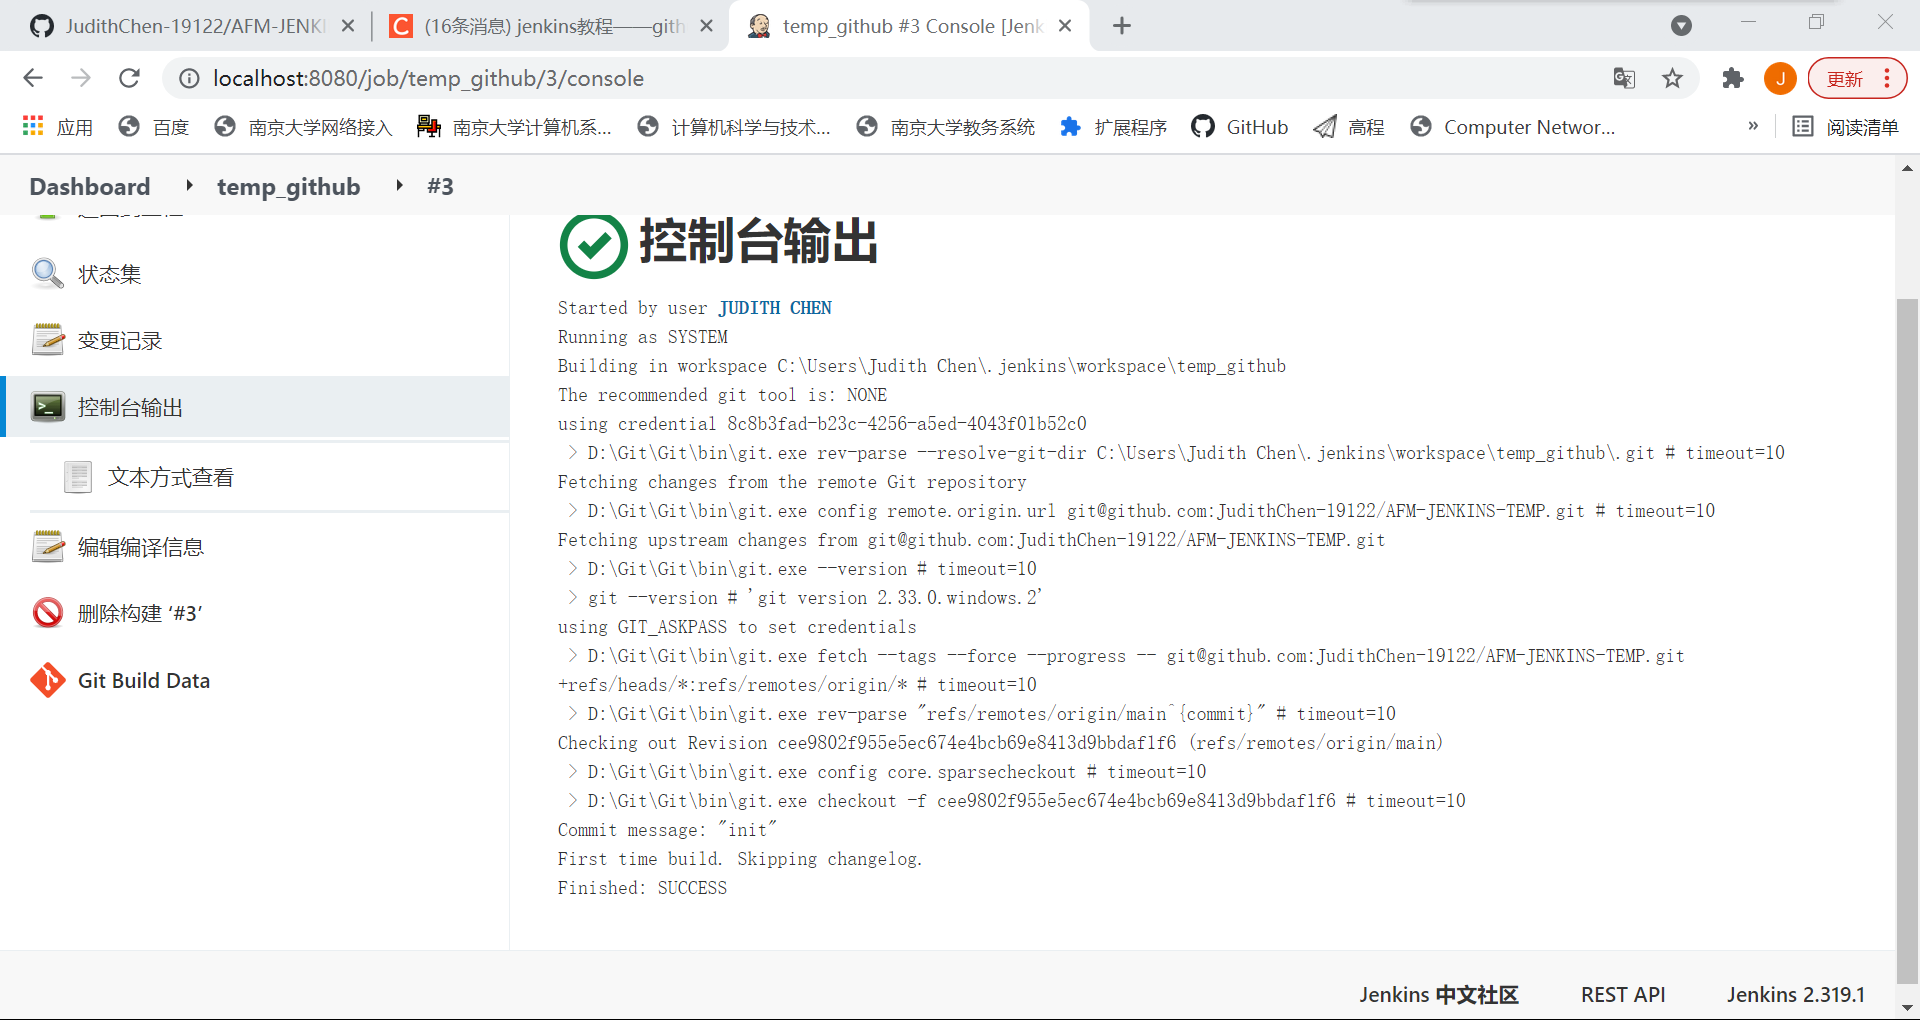 JudithChen-19122/AFM-JENKI
(16条消息) jenkins教程——gith
temp_github #3 Console [Jenk
localhost:8080/job/temp_github/3/console
J
更新
应用
百度
南京大学网络接入
南京大学计算机系...
计算机科学与技术...
南京大学教务系统
扩展程序
GitHub
高程
Computer Networ...
»
阅读清单
Dashboard
temp_github
#3
状态集
变更记录
控制台输出
文本方式查看
编辑编译信息
删除构建 ‘#3’
Git Build Data
控制台输出
Started by user JUDITH CHEN
Running as SYSTEM
Building in workspace C:\Users\Judith Chen\.jenkins\workspace\temp_github
The recommended git tool is: NONE
using credential 8c8b3fad-b23c-4256-a5ed-4043f01b52c0
> D:\Git\Git\bin\git.exe rev-parse --resolve-git-dir C:\Users\Judith Chen\.jenkins\workspace\temp_github\.git # timeout=10
Fetching changes from the remote Git repository
> D:\Git\Git\bin\git.exe config remote.origin.url git@github.com:JudithChen-19122/AFM-JENKINS-TEMP.git # timeout=10
Fetching upstream changes from git@github.com:JudithChen-19122/AFM-JENKINS-TEMP.git
> D:\Git\Git\bin\git.exe --version # timeout=10
> git --version # 'git version 2.33.0.windows.2'
using GIT_ASKPASS to set credentials
> D:\Git\Git\bin\git.exe fetch --tags --force --progress -- git@github.com:JudithChen-19122/AFM-JENKINS-TEMP.git
+refs/heads/*:refs/remotes/origin/* # timeout=10
> D:\Git\Git\bin\git.exe rev-parse "refs/remotes/origin/main^{commit}" # timeout=10
Checking out Revision cee9802f955e5ec674e4bcb69e8413d9bbdaf1f6 (refs/remotes/origin/main)
> D:\Git\Git\bin\git.exe config core.sparsecheckout # timeout=10
> D:\Git\Git\bin\git.exe checkout -f cee9802f955e5ec674e4bcb69e8413d9bbdaf1f6 # timeout=10
Commit message: "init"
First time build. Skipping changelog.
Finished: SUCCESS
Jenkins 中文社区
REST API
Jenkins 2.319.1